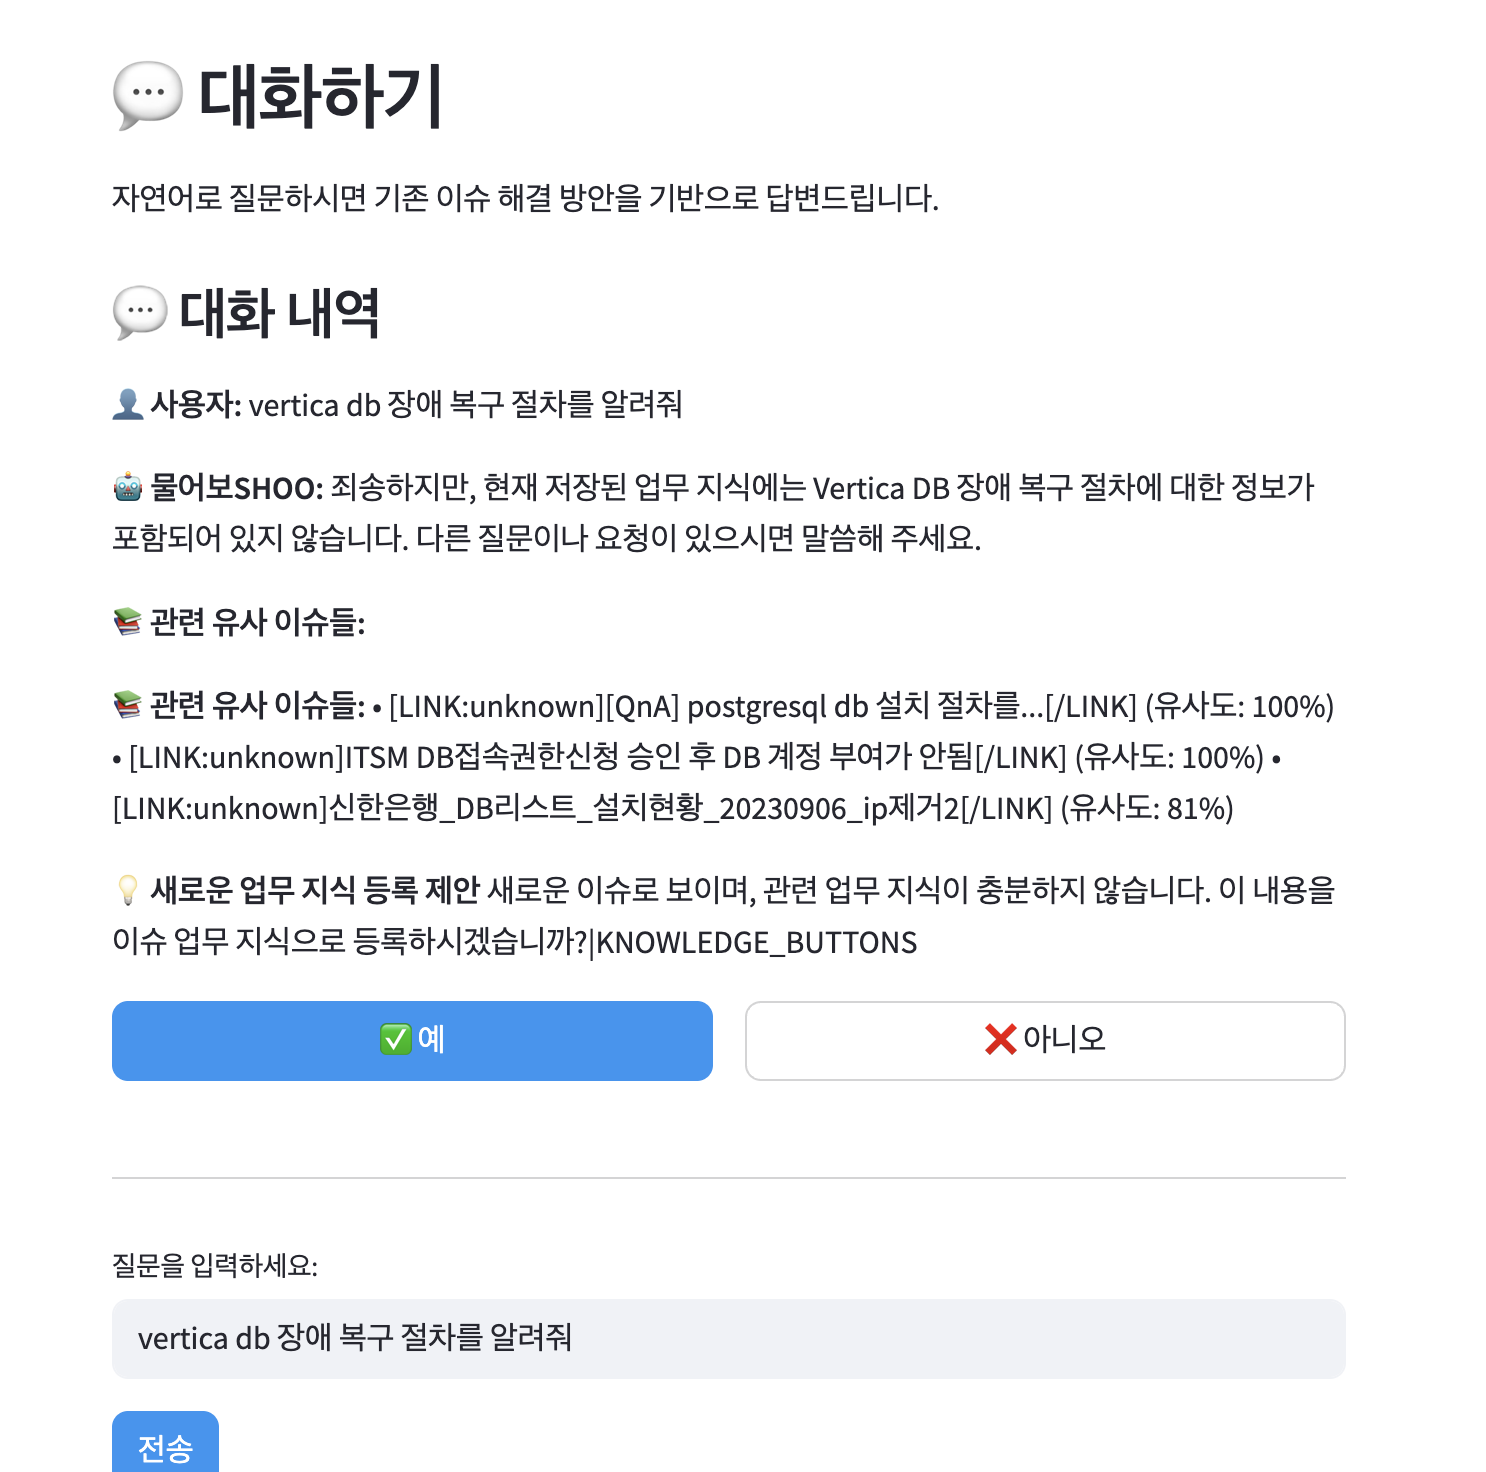 💬 대화하기
자연어로 질문하시면 기존 이슈 해결 방안을 기반으로 답변드립니다.
💬 대화 내역
👤 사용자: vertica db 장애 복구 절차를 알려줘
🤖 물어보SHOO: 죄송하지만, 현재 저장된 업무 지식에는 Vertica DB 장애 복구 절차에 대한 정보가
포함되어 있지 않습니다. 다른 질문이나 요청이 있으시면 말씀해 주세요.
📚 관련 유사 이슈들:
📚 관련 유사 이슈들: • [LINK:unknown][QnA] postgresql db 설치 절차를...[/LINK] (유사도: 100%)
• [LINK:unknown]ITSM DB접속권한신청 승인 후 DB 계정 부여가 안됨[/LINK] (유사도: 100%) •
[LINK:unknown]신한은행_DB리스트_설치현황_20230906_ip제거2[/LINK] (유사도: 81%)
💡 새로운 업무 지식 등록 제안 새로운 이슈로 보이며, 관련 업무 지식이 충분하지 않습니다. 이 내용을
이슈 업무 지식으로 등록하시겠습니까?|KNOWLEDGE_BUTTONS
✅ 예
❌ 아니오
질문을 입력하세요:
vertica db 장애 복구 절차를 알려줘
전송